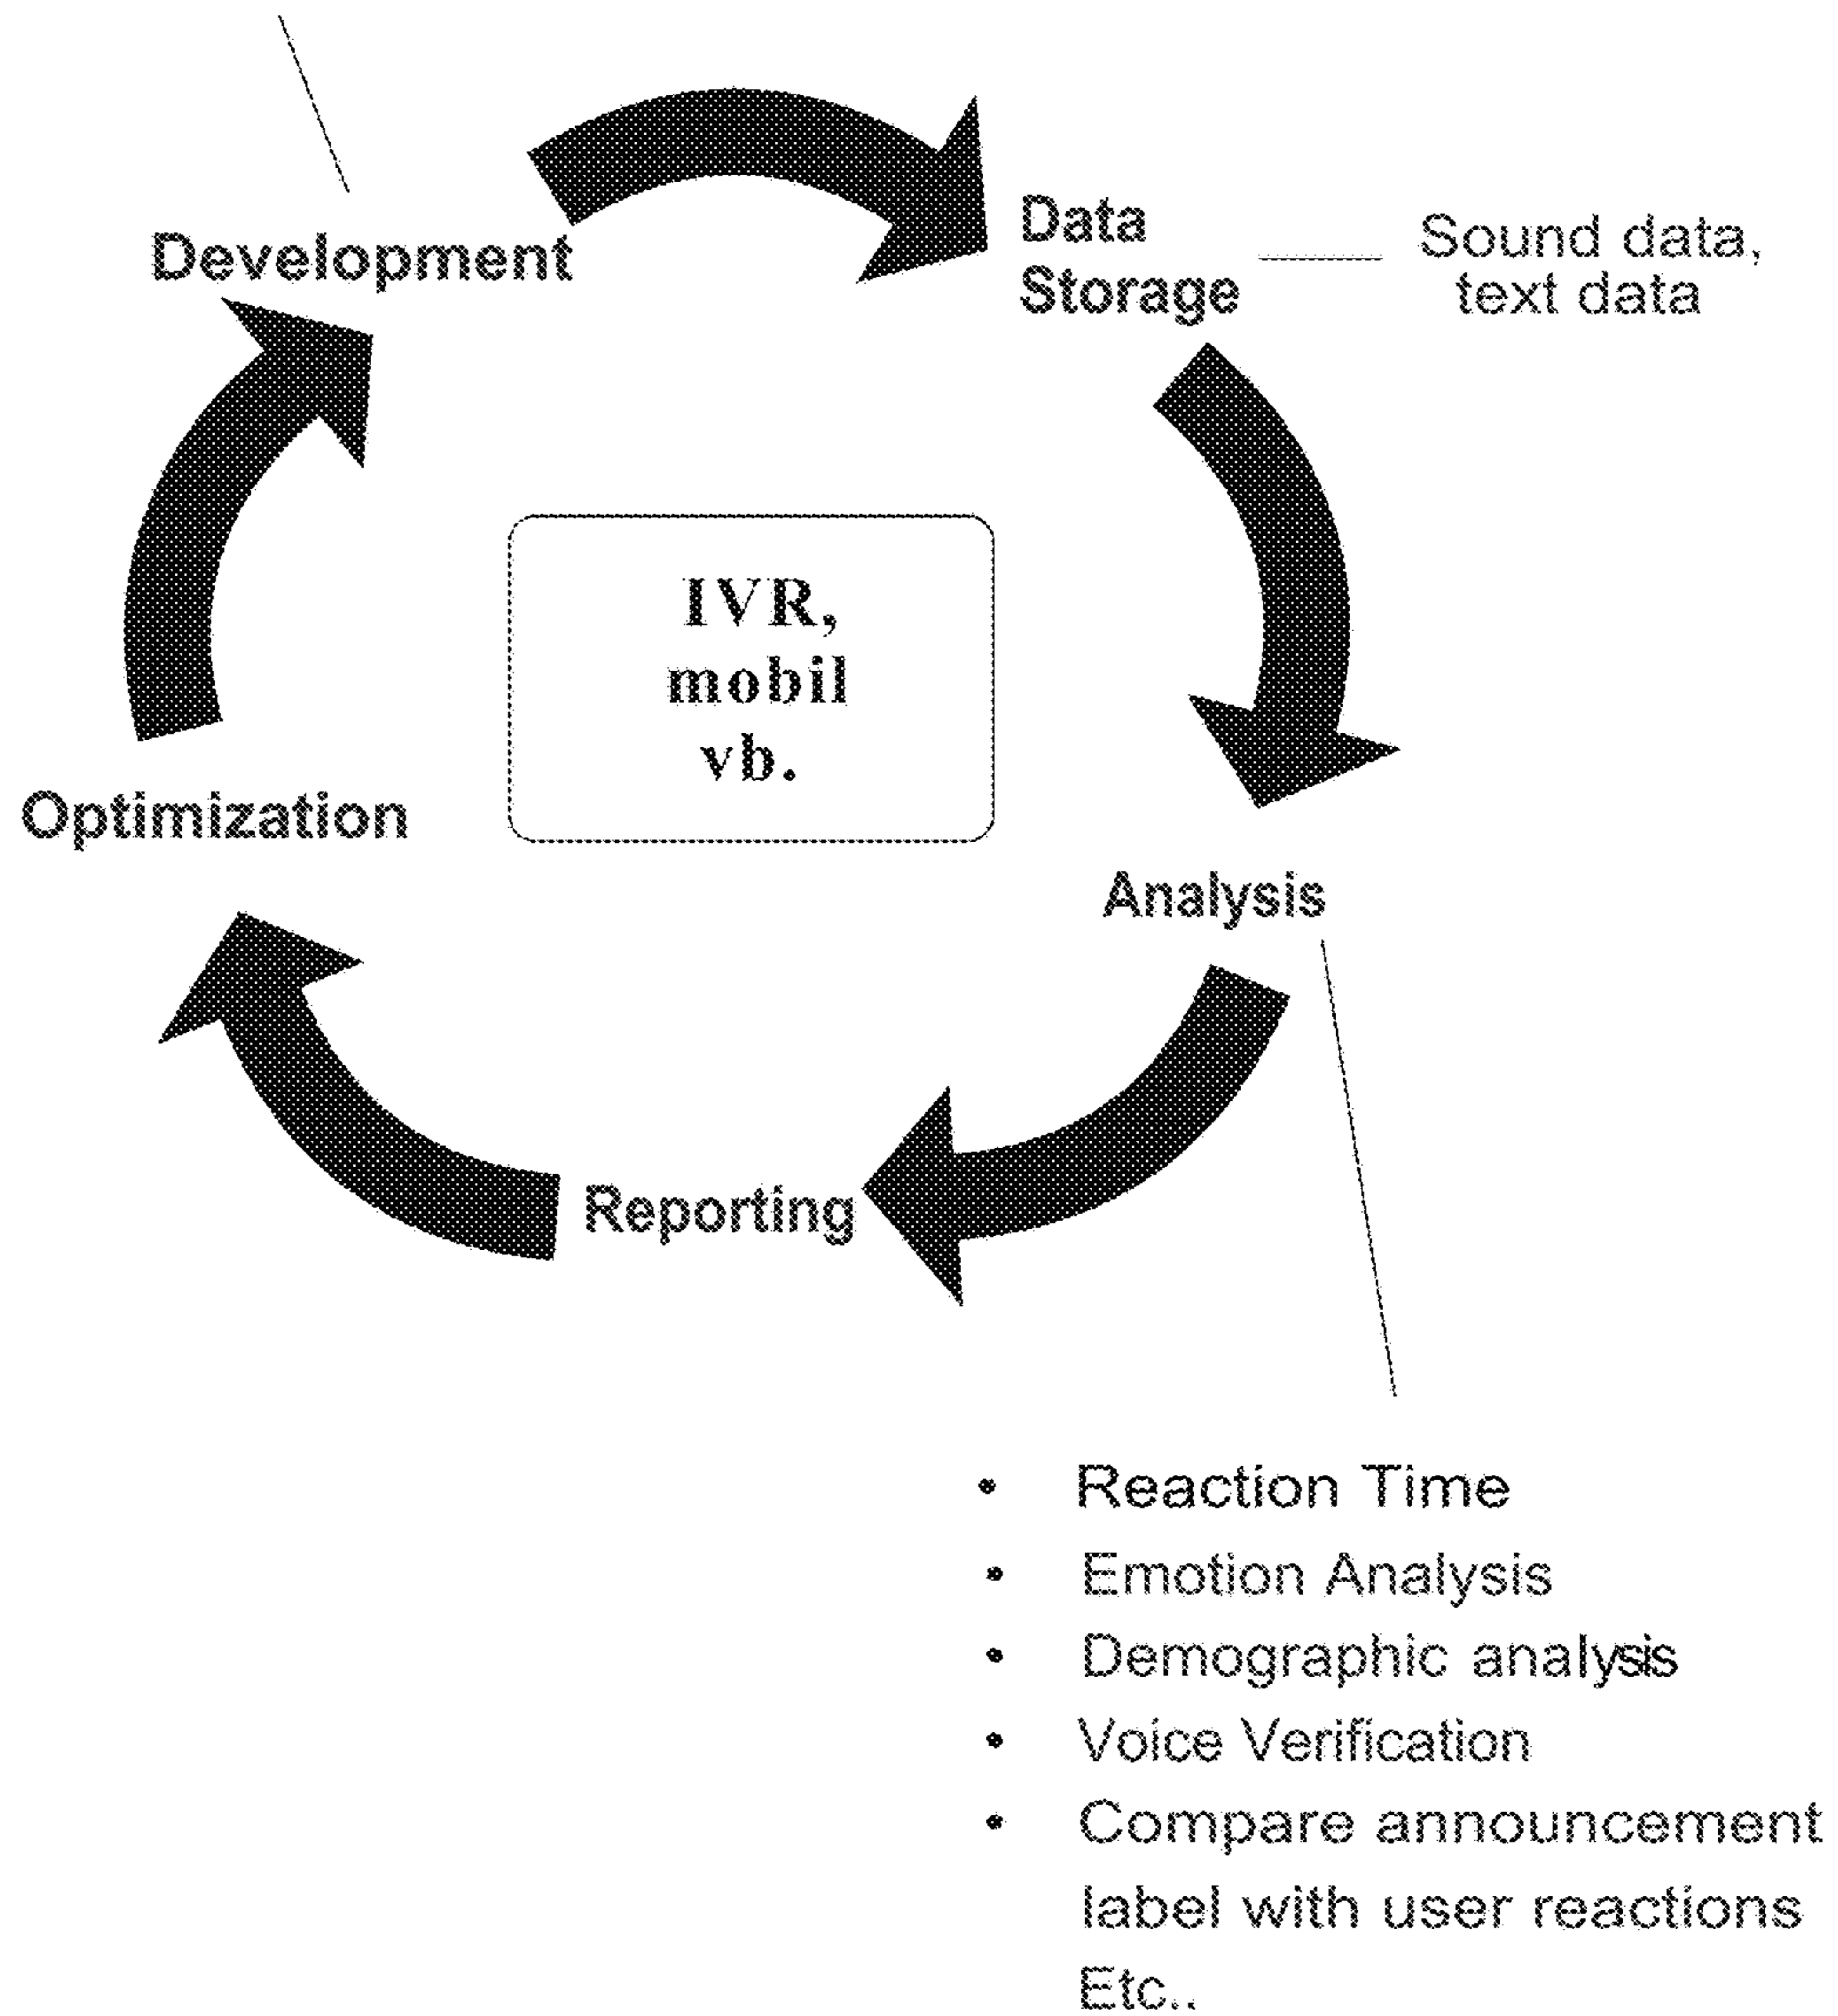 Development
Data
Storage
Sound data,
text data
IVR,
mobil
vb.
Optimization
Analysis
Reporting
• Reaction Time
• Emotion Analysis
• Demographic analysis
• Voice Verification
• Compare announcement
label with user reactions
Etc..